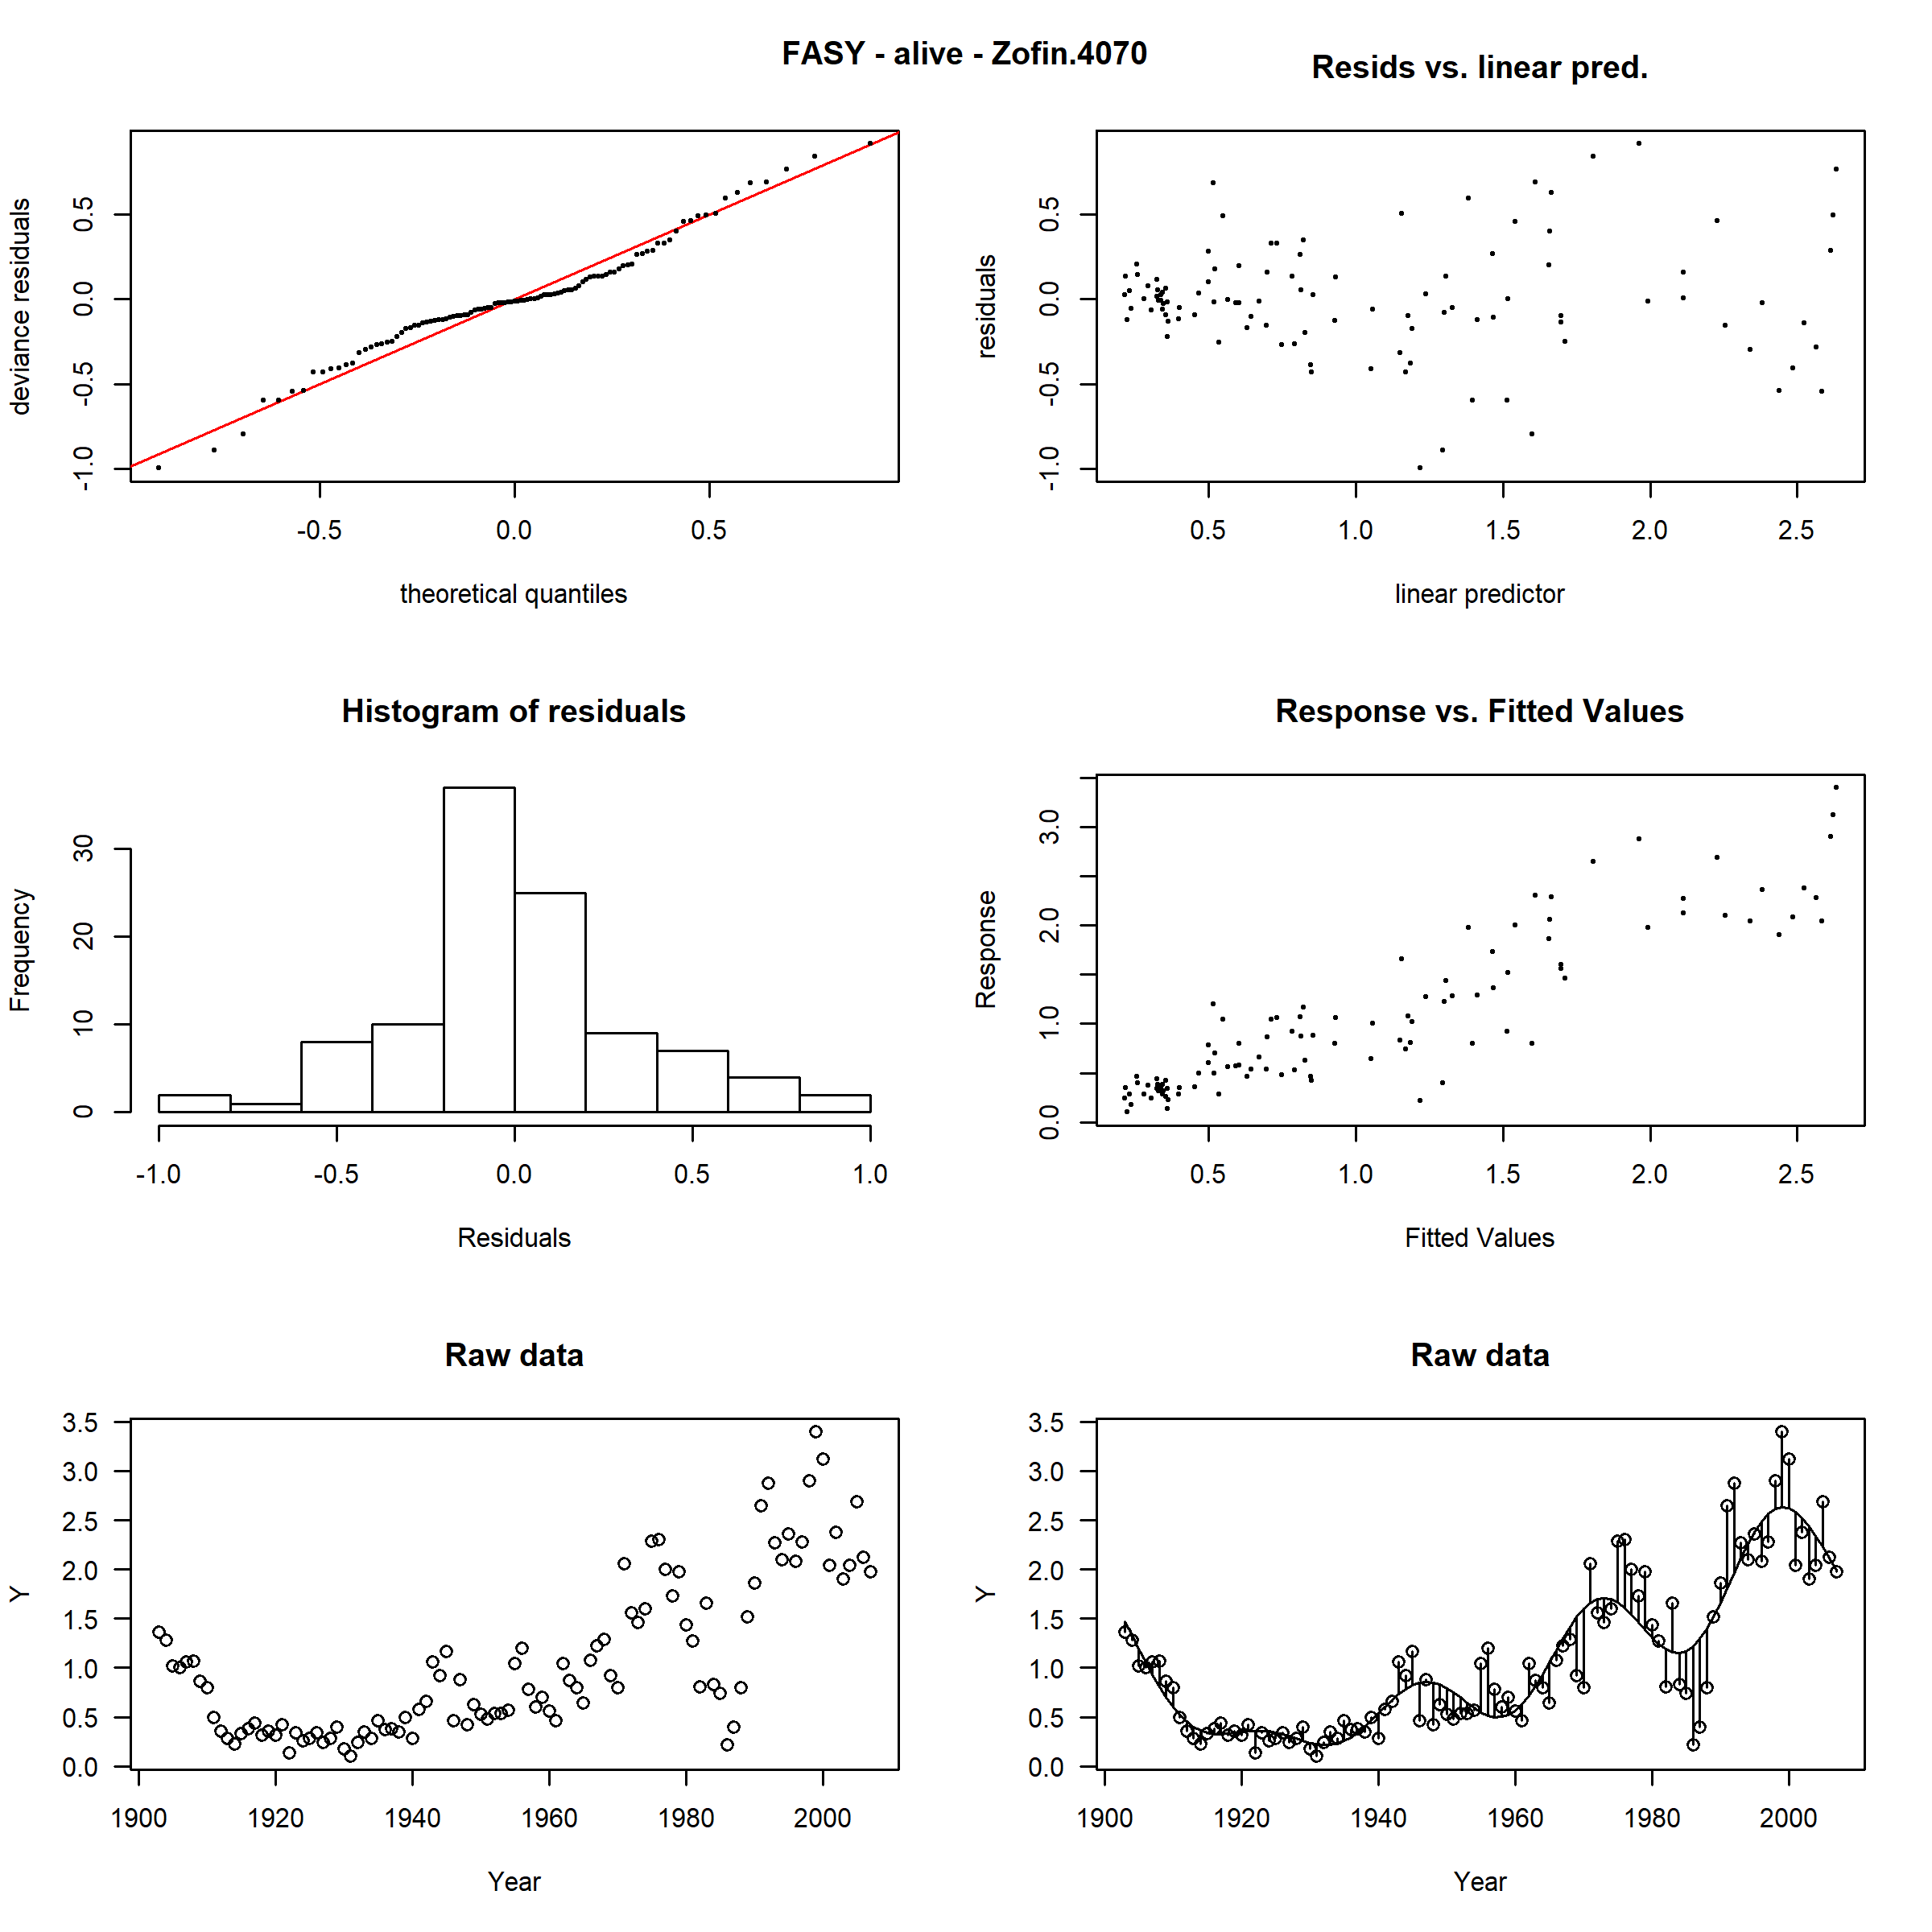 FASY - alive - Zofin.4070
Resids vs. linear pred.
deviance residuals
-1.0 -0.5 0.0 0.5
-0.5 0.0 0.5
theoretical quantiles
residuals
-1.0 -0.5 0.0 0.5
0.5 1.0 1.5 2.0 2.5
linear predictor
Histogram of residuals
Frequency
0 10 20 30
-1.0 -0.5 0.0 0.5 1.0
Residuals
Response vs. Fitted Values
Response
0.0 1.0 2.0 3.0
0.5 1.0 1.5 2.0 2.5
Fitted Values
Raw data
Y
3.5
3.0
2.5
2.0
1.5
1.0
0.5
0.0
1900 1920 1940 1960 1980 2000
Year
Raw data
Y
3.5
3.0
2.5
2.0
1.5
1.0
0.5
0.0
1900 1920 1940 1960 1980 2000
Year